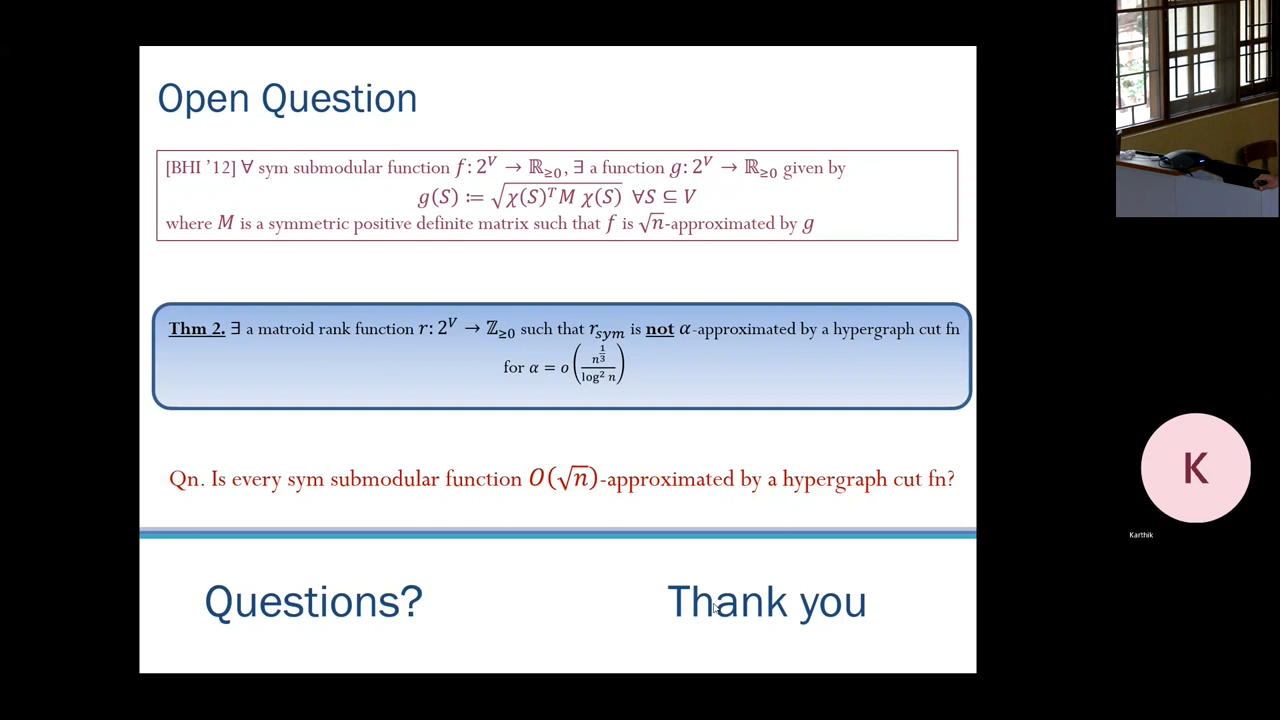 Open Question
[BHI ’12] ∀ sym submodular function f: 2^V → ℝ≥0, ∃ a function g: 2^V → ℝ≥0 given by
g(S) ≔ √(χ(S)^T M χ(S)) ∀S ⊆ V
where M is a symmetric positive definite matrix such that f is √n-approximated by g
Thm 2. ∃ a matroid rank function r: 2^V → ℤ≥0 such that r_sym is not α-approximated by a hypergraph cut fn
for α = o(n^(1/3) / log² n)
Qn. Is every sym submodular function O(√n)-approximated by a hypergraph cut fn?
Questions? Thank you
K
Karthik